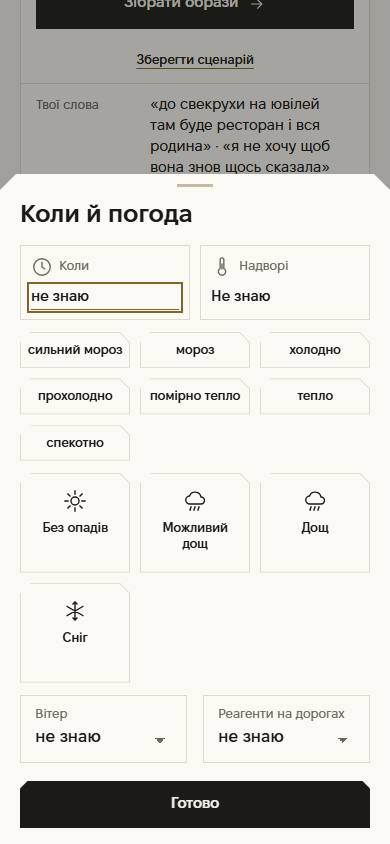 Зібрати образи →
Зберегти сценарій
Твої слова
«до свекрухи на ювілей
там буде ресторан і вся
родина» · «я не хочу щоб
вона знов щось сказала»
Коли й погода
Коли
не знаю
Надворі
Не знаю
сильний мороз
мороз
холодно
прохолодно
помірно тепло
тепло
спекотно
Без опадів
Можливий
дощ
Дощ
Сніг
Вітер
не знаю
Реагенти на дорогах
не знаю
Готово